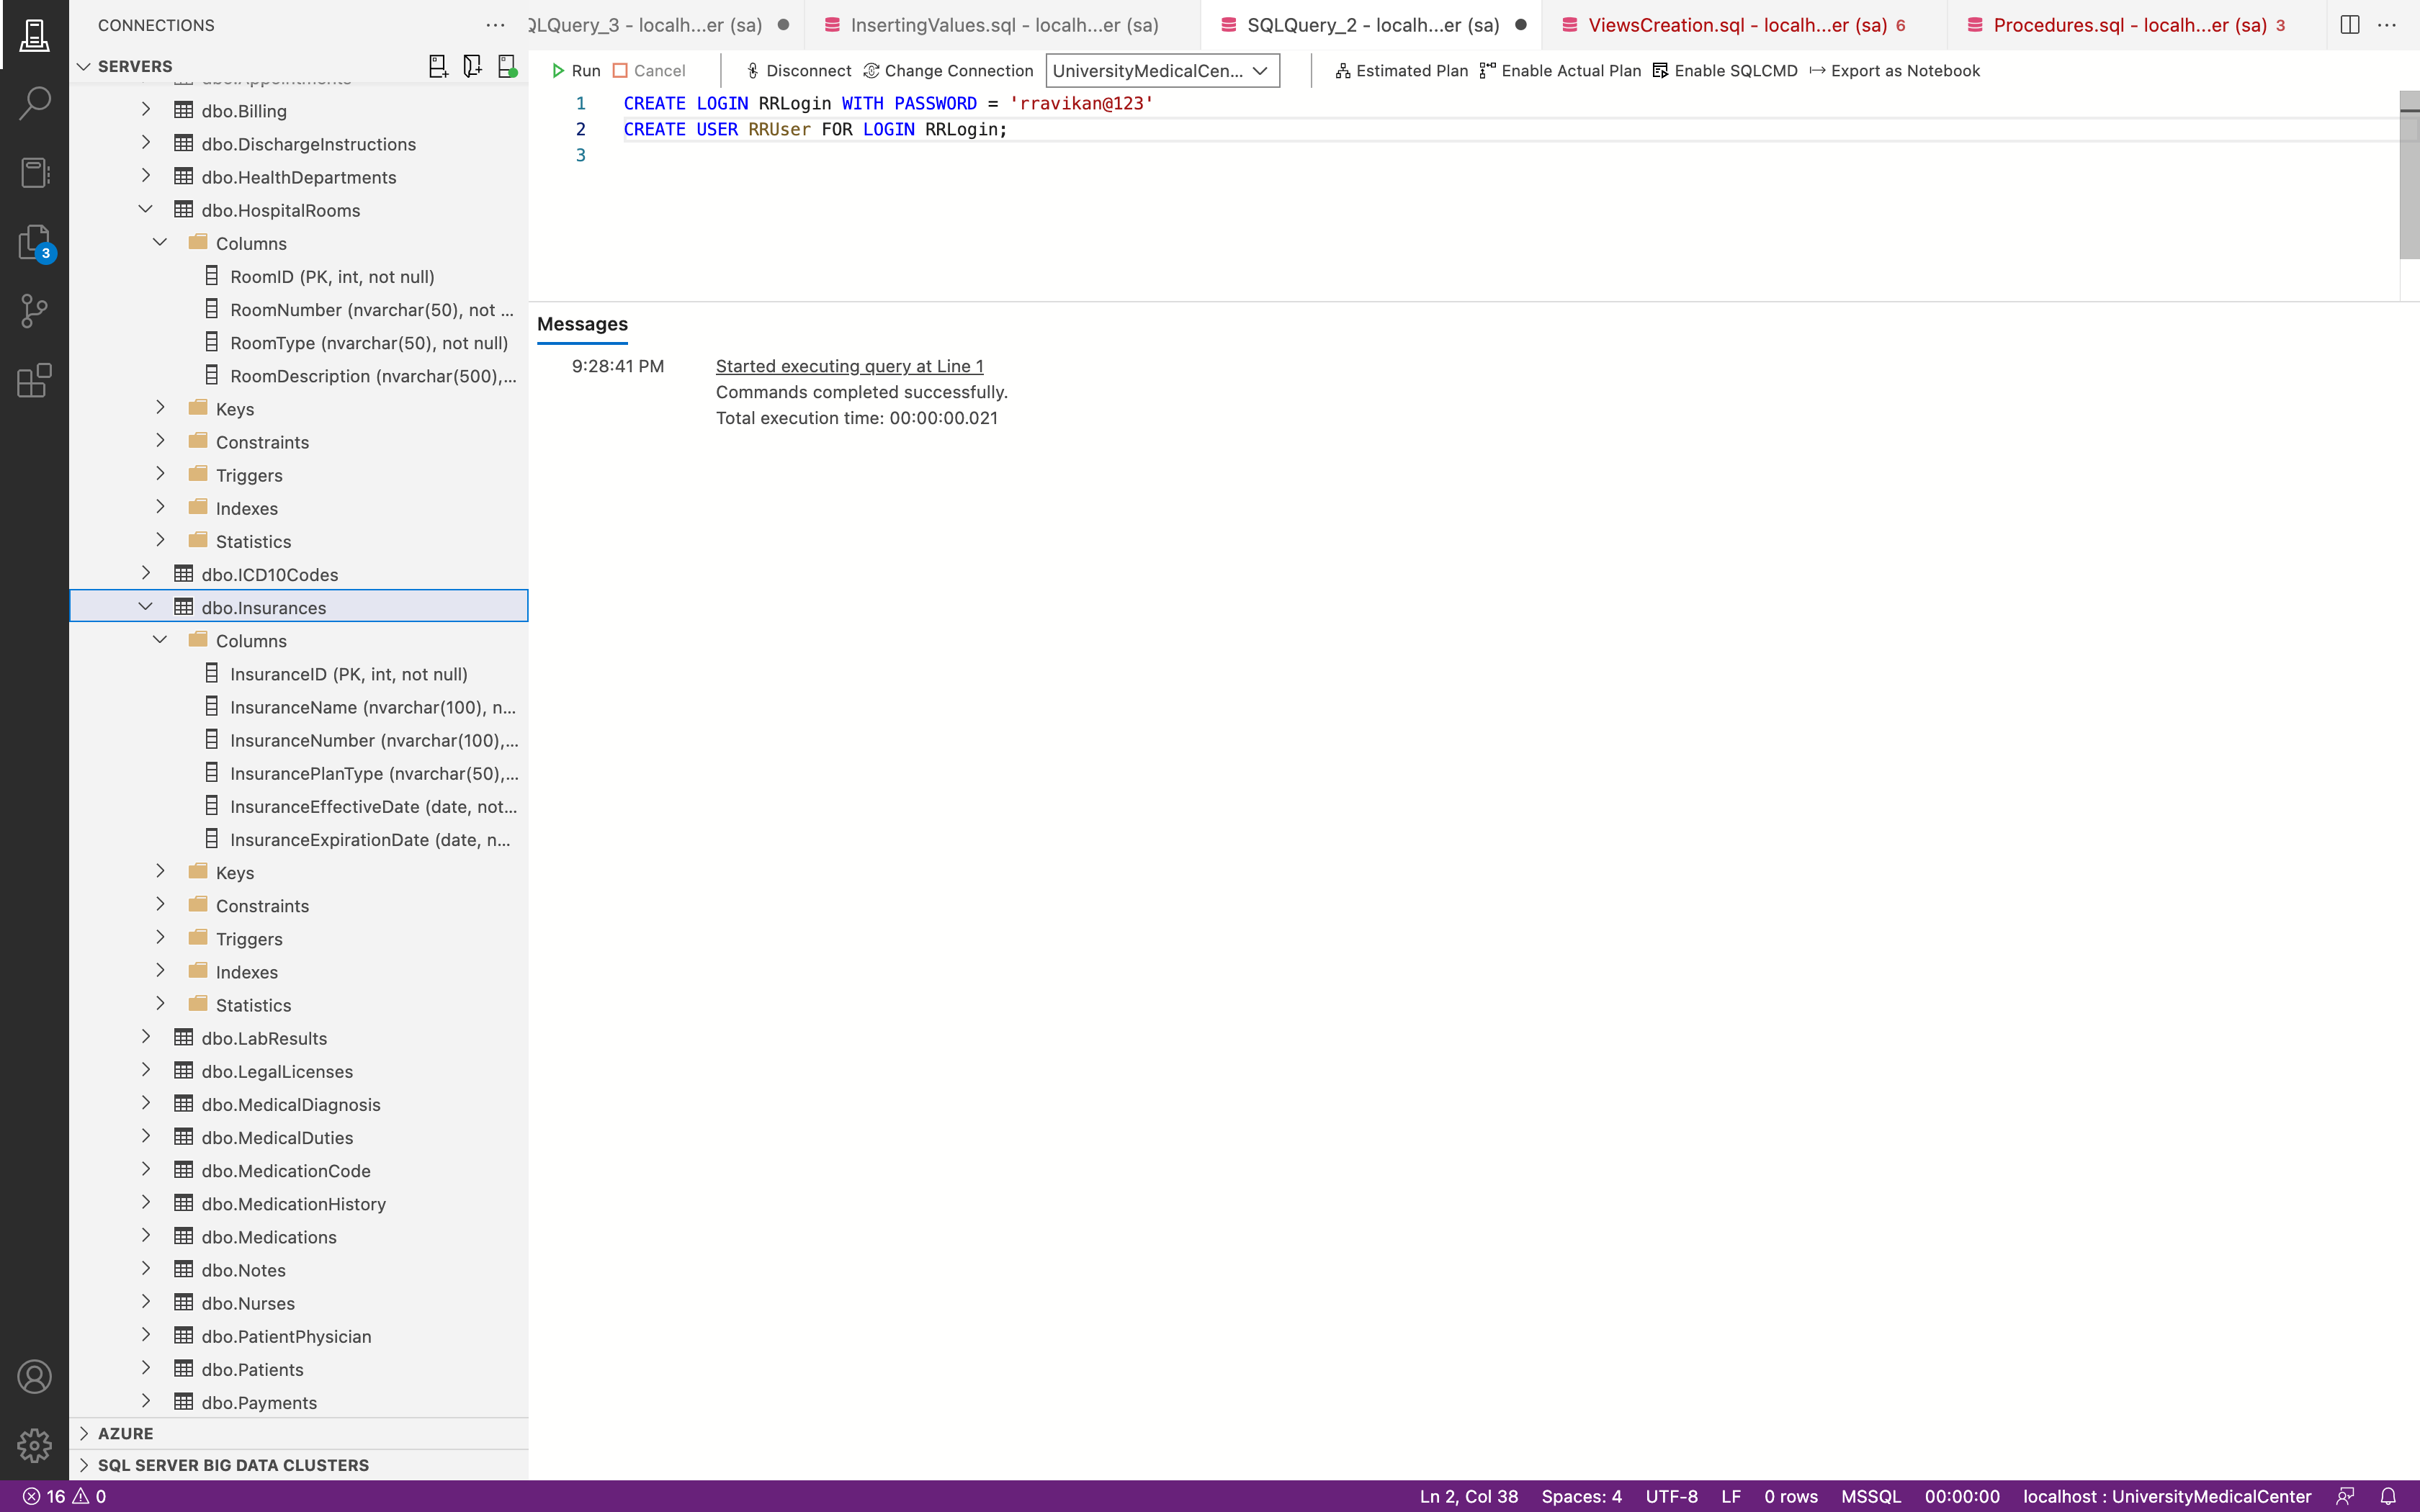 CONNECTIONS
SERVERS
dbo.Appointments
dbo.Billing
dbo.DischargeInstructions
dbo.HealthDepartments
dbo.HospitalRooms
Columns
RoomID (PK, int, not null)
RoomNumber (nvarchar(50), not ...
RoomType (nvarchar(50), not null)
RoomDescription (nvarchar(500),...
Keys
Constraints
Triggers
Indexes
Statistics
dbo.ICD10Codes
dbo.Insurances
Columns
InsuranceID (PK, int, not null)
InsuranceName (nvarchar(100), n...
InsuranceNumber (nvarchar(100),...
InsurancePlanType (nvarchar(50),...
InsuranceEffectiveDate (date, not...
InsuranceExpirationDate (date, n...
Keys
Constraints
Triggers
Indexes
Statistics
dbo.LabResults
dbo.LegalLicenses
dbo.MedicalDiagnosis
dbo.MedicalDuties
dbo.MedicationCode
dbo.MedicationHistory
dbo.Medications
dbo.Notes
dbo.Nurses
dbo.PatientPhysician
dbo.Patients
dbo.Payments
AZURE
SQL SERVER BIG DATA CLUSTERS
3
QLQuery_3 - localh...er (sa)
InsertingValues.sql - localh...er (sa)
SQLQuery_2 - localh...er (sa)
ViewsCreation.sql - localh...er (sa) 6
Procedures.sql - localh...er (sa) 3
Run Cancel Disconnect Change Connection UniversityMedicalCen... Estimated Plan Enable Actual Plan Enable SQLCMD Export as Notebook
1 CREATE LOGIN RRLogin WITH PASSWORD = 'rravikan@123'
2 CREATE USER RRUser FOR LOGIN RRLogin;
3
Messages
9:28:41 PM Started executing query at Line 1
Commands completed successfully.
Total execution time: 00:00:00.021
16 0 Ln 2, Col 38 Spaces: 4 UTF-8 LF 0 rows MSSQL 00:00:00 localhost : UniversityMedicalCenter